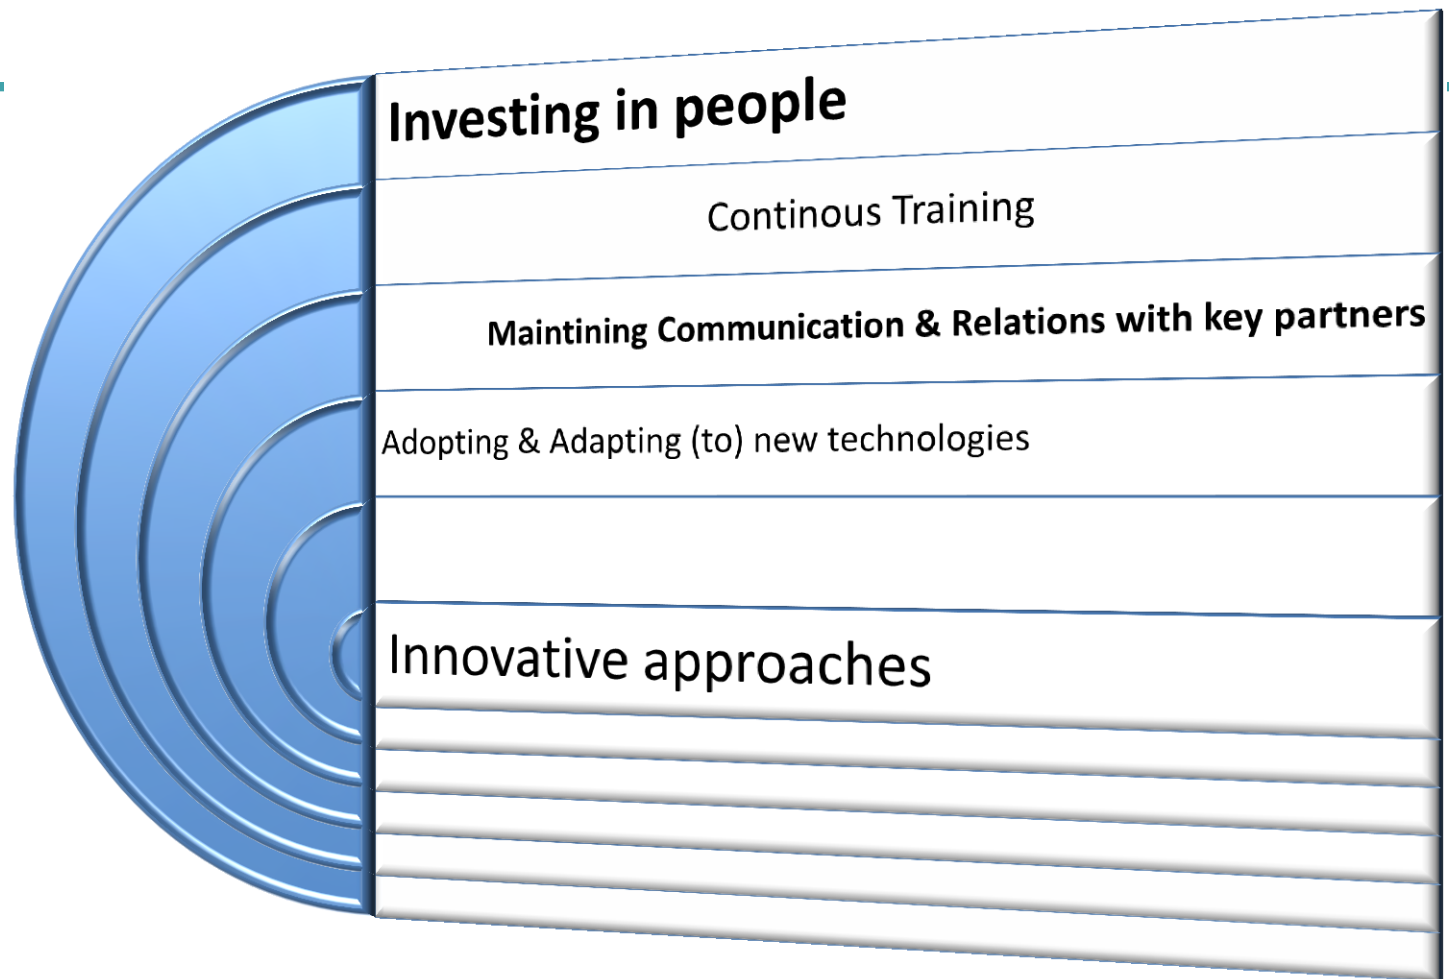 Investing in people
Continous Training
Maintining Communication & Relations with key partners
Adopting & Adapting (to) new technologies
Innovative approaches